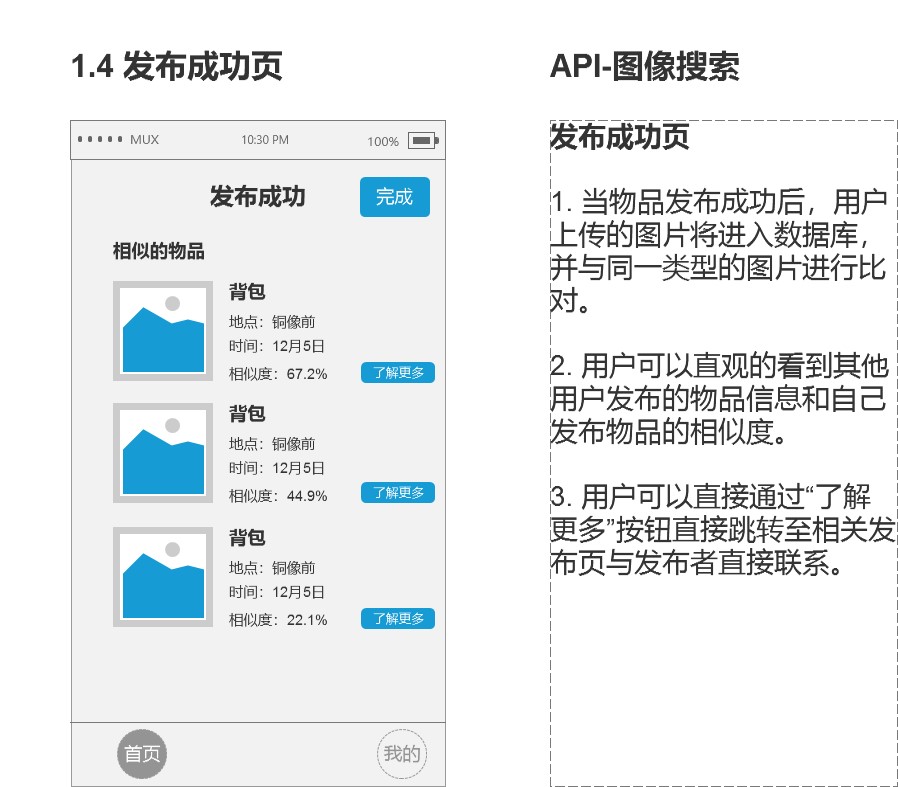 1.4 发布成功页
API-图像搜索
MUX
10:30 PM
100%
发布成功
完成
相似的物品
背包
地点：铜像前
时间：12月5日
相似度：67.2%
了解更多
背包
地点：铜像前
时间：12月5日
相似度：44.9%
了解更多
背包
地点：铜像前
时间：12月5日
相似度：22.1%
了解更多
首页
我的
发布成功页
1. 当物品发布成功后，用户
上传的图片将进入数据库，
并与同一类型的图片进行比
对。
2. 用户可以直观的看到其他
用户发布的物品信息和自己
发布物品的相似度。
3. 用户可以直接通过“了解
更多”按钮直接跳转至相关发
布页与发布者直接联系。